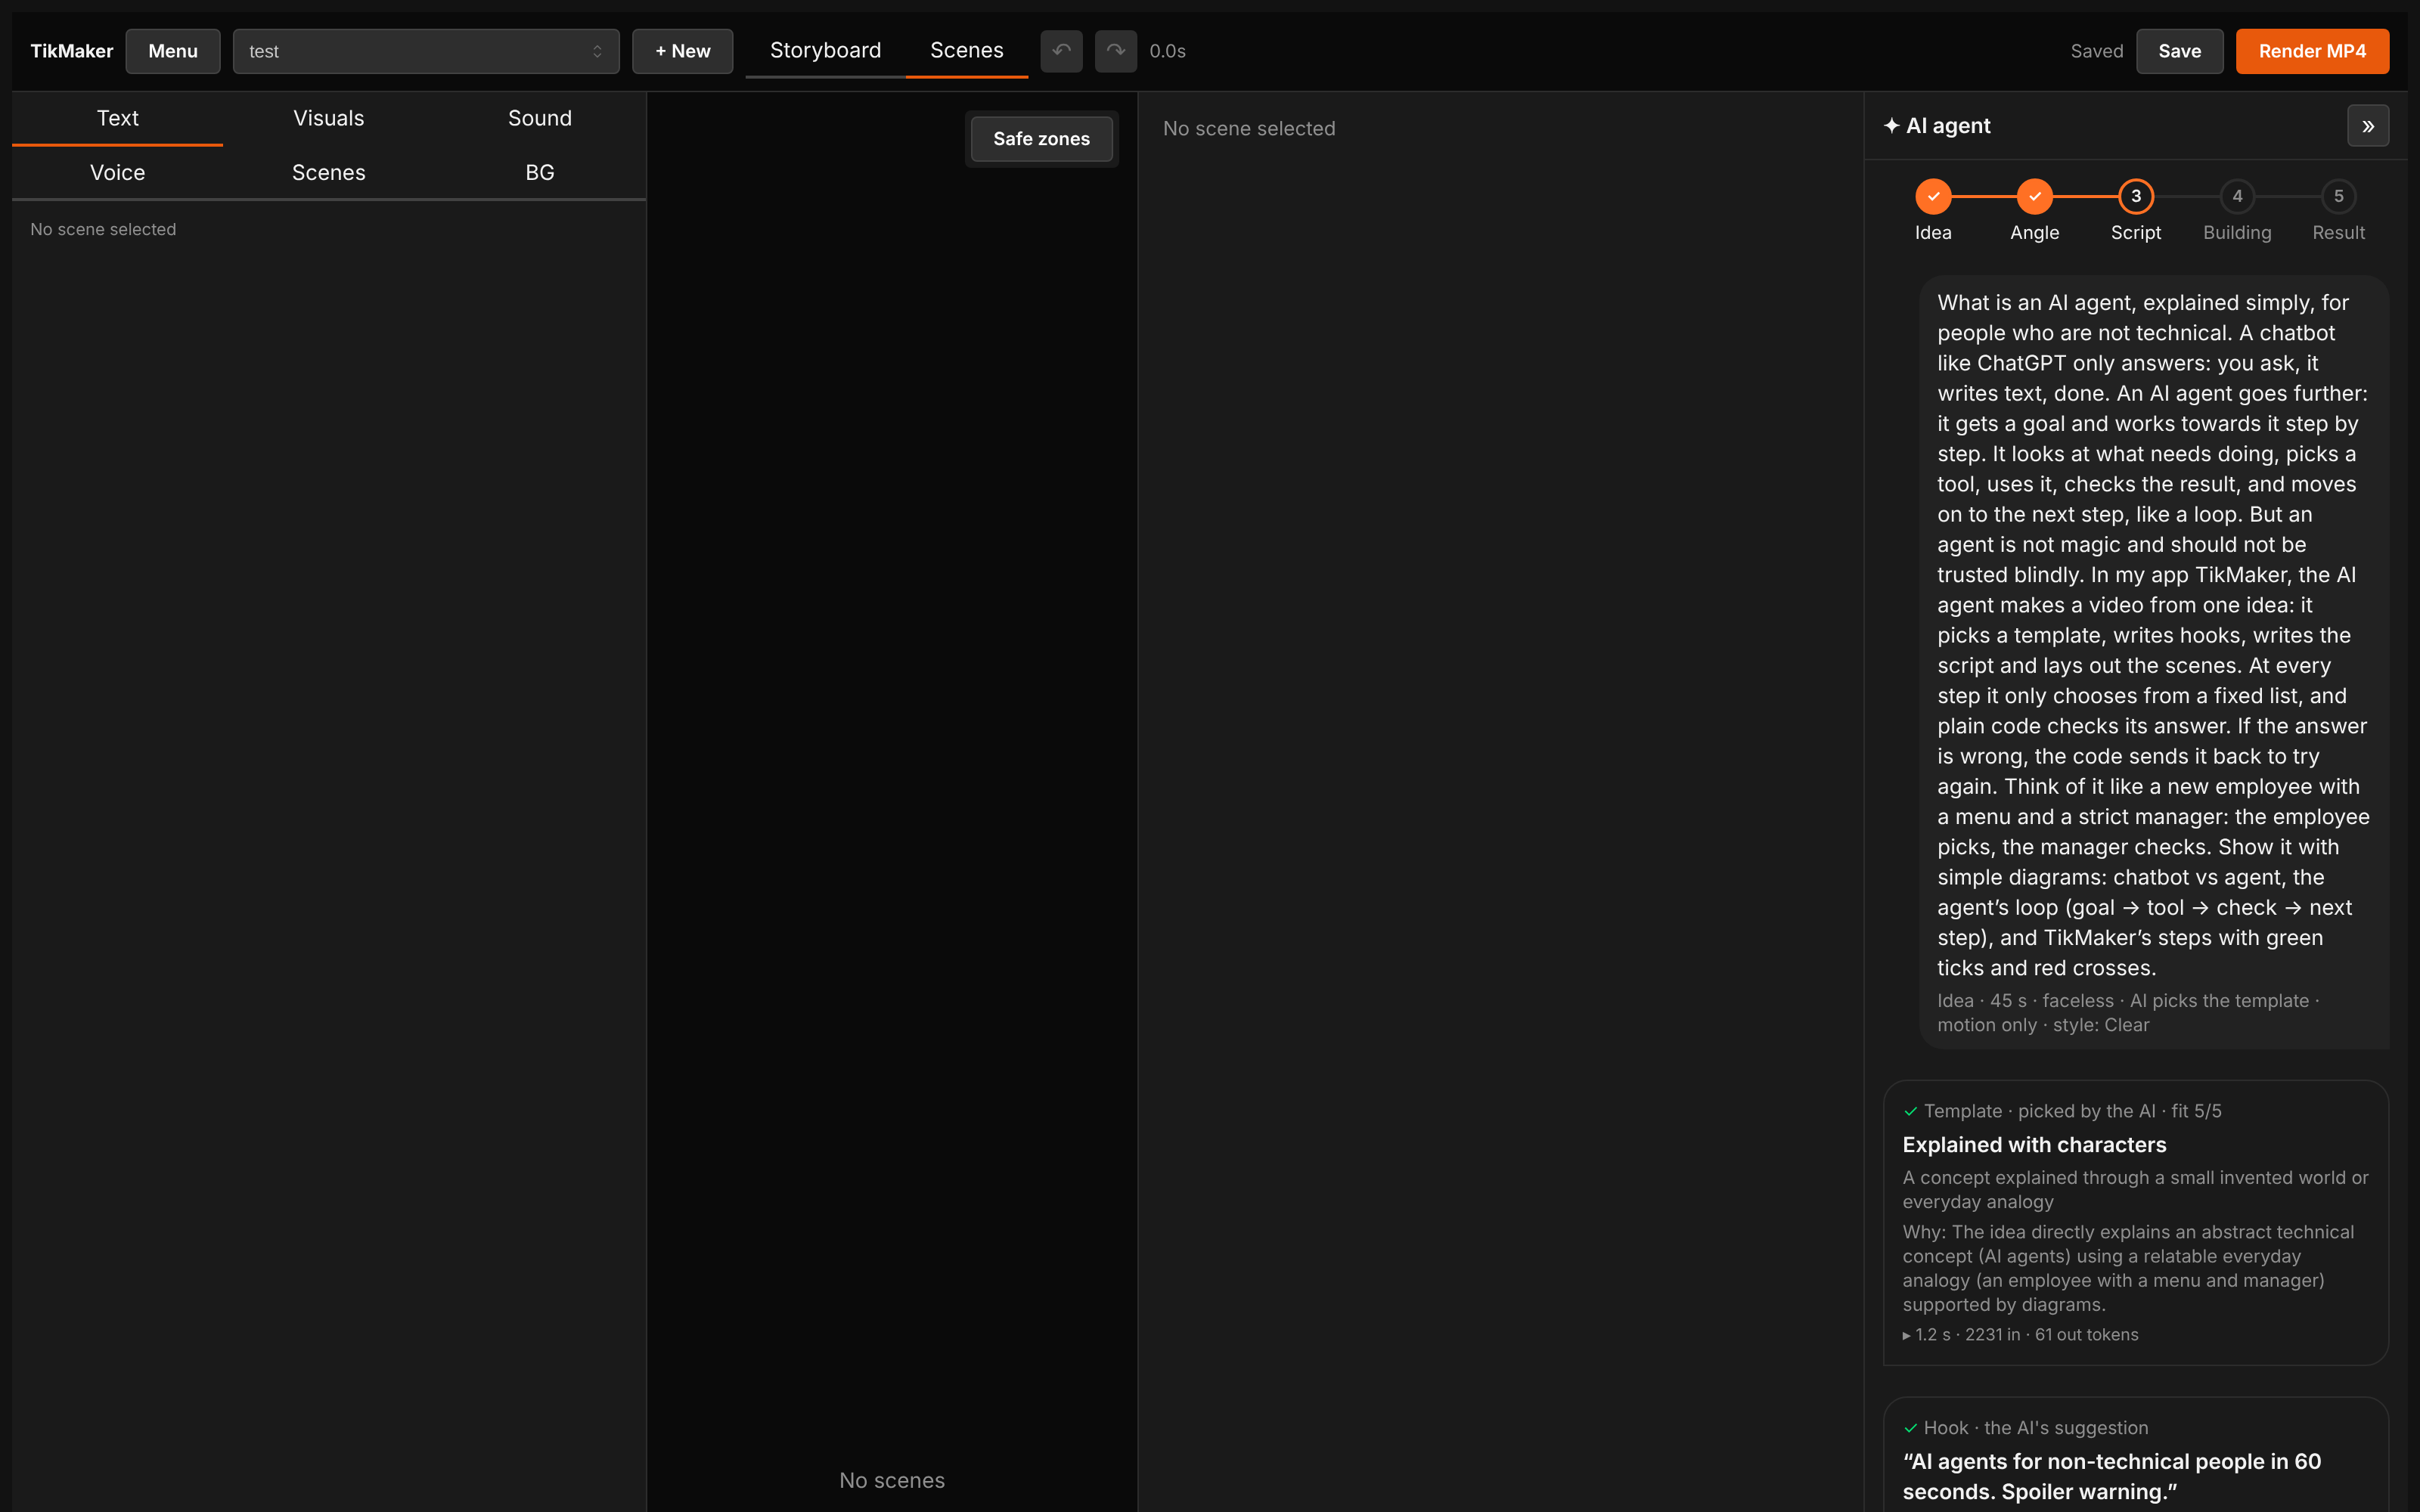 TikMaker
Menu
test
+ New
Storyboard
Scenes
0.0s
Saved
Save
Render MP4
Text
Visuals
Sound
Voice
Scenes
BG
No scene selected
Safe zones
No scenes
No scene selected
AI agent
3
4
5
Idea
Angle
Script
Building
Result
What is an AI agent, explained simply, for
people who are not technical. A chatbot
like ChatGPT only answers: you ask, it
writes text, done. An AI agent goes further:
it gets a goal and works towards it step by
step. It looks at what needs doing, picks a
tool, uses it, checks the result, and moves
on to the next step, like a loop. But an
agent is not magic and should not be
trusted blindly. In my app TikMaker, the AI
agent makes a video from one idea: it
picks a template, writes hooks, writes the
script and lays out the scenes. At every
step it only chooses from a fixed list, and
plain code checks its answer. If the answer
is wrong, the code sends it back to try
again. Think of it like a new employee with
a menu and a strict manager: the employee
picks, the manager checks. Show it with
simple diagrams: chatbot vs agent, the
agent’s loop (goal → tool → check → next
step), and TikMaker’s steps with green
ticks and red crosses.
Idea · 45 s · faceless · AI picks the template ·
motion only · style: Clear
✓ Template · picked by the AI · fit 5/5
Explained with characters
A concept explained through a small invented world or
everyday analogy
Why: The idea directly explains an abstract technical
concept (AI agents) using a relatable everyday
analogy (an employee with a menu and manager)
supported by diagrams.
▸ 1.2 s · 2231 in · 61 out tokens
✓ Hook · the AI's suggestion
“AI agents for non-technical people in 60
seconds. Spoiler warning.”